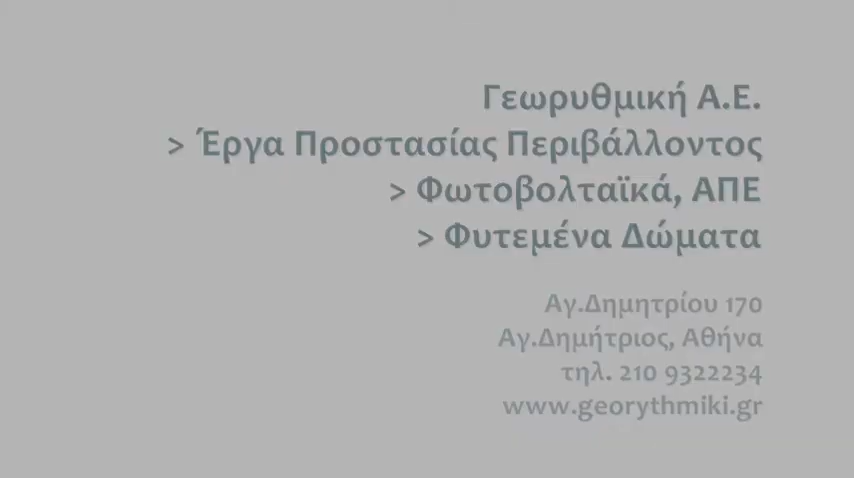 Γεωρυθμική Α.Ε.
> Έργα Προστασίας Περιβάλλοντος
> Φωτοβολταϊκά, ΑΠΕ
> Φυτεμένα Δώματα
Αγ.Δημητρίου 170
Αγ.Δημήτριος, Αθήνα
τηλ. 210 9322234
www.georythmiki.gr